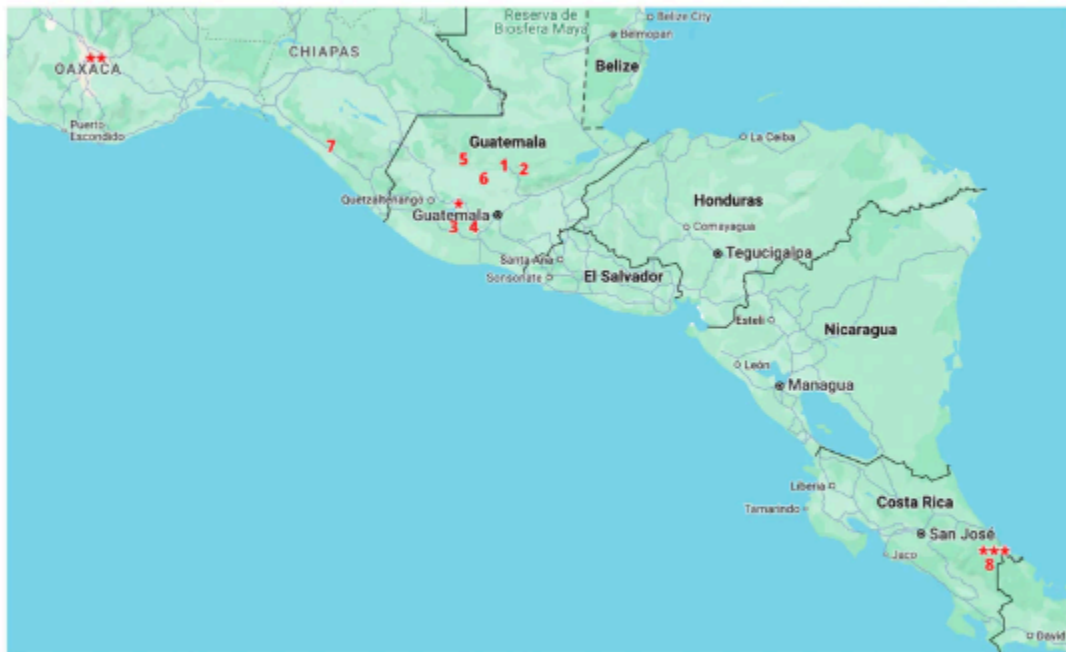 Reserva de
Biosfera Maya
Belize City
Belmopan
CHIAPAS
★★
OAXACA
Belize
Puerto
Escondido
Guatemala
La Ceiba
7
5
1
2
6
Quetzaltenango
★
Honduras
Guatemala
3
4
Comayagua
Tegucigalpa
Santa Ana
Sonsonate
El Salvador
Estelí
Nicaragua
León
Managua
Liberia
Costa Rica
Tamarindo
San José
★★★
Jaco
8
David